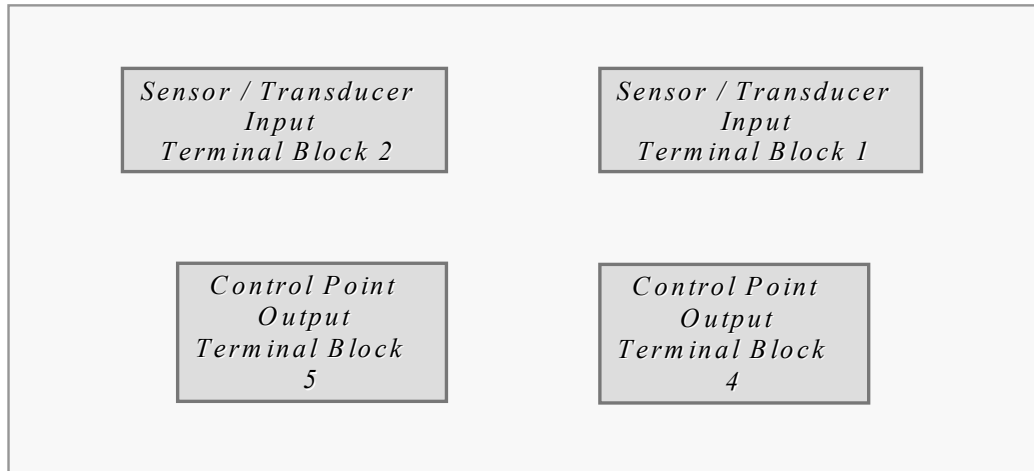 Sensor / Transducer
Input
Terminal Block 2
Sensor / Transducer
Input
Terminal Block 1
Control Point
Output
Terminal Block
5
Control Point
Output
Terminal Block
4